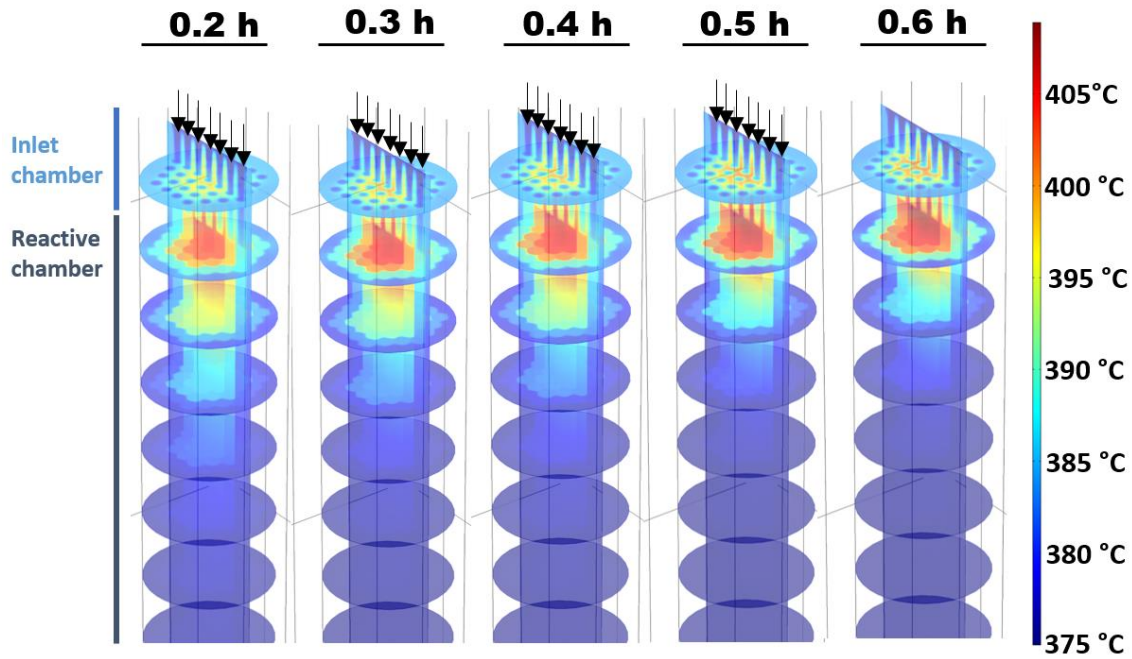 0.2 h
0.3 h
0.4 h
0.5 h
0.6 h
Inlet
chamber
Reactive
chamber
405°C
400 °C
395 °C
390 °C
385 °C
380 °C
375 °C